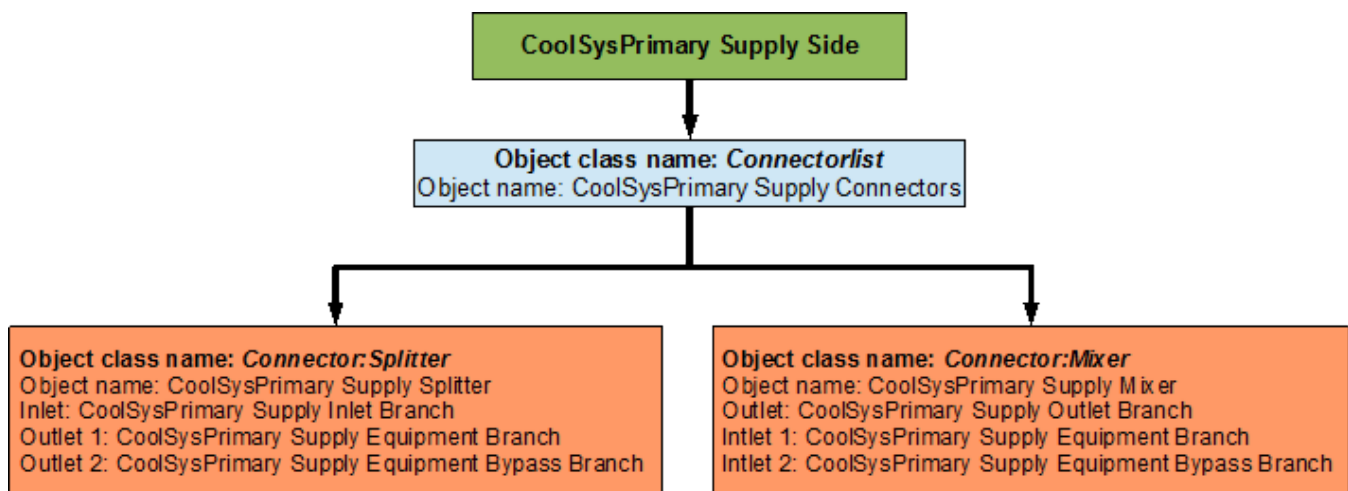 CoolSysPrimary Supply Side
Object class name: Connectorlist
Object name: CoolSysPrimary Supply Connectors
Object class name: Connector:Splitter
Object name: CoolSysPrimary Supply Splitter
Inlet: CoolSysPrimary Supply Inlet Branch
Outlet 1: CoolSysPrimary Supply Equipment Branch
Outlet 2: CoolSysPrimary Supply Equipment Bypass Branch
Object class name: Connector:Mixer
Object name: CoolSysPrimary Supply Mixer
Outlet: CoolSysPrimary Supply Outlet Branch
Intlet 1: CoolSysPrimary Supply Equipment Branch
Intlet 2: CoolSysPrimary Supply Equipment Bypass Branch